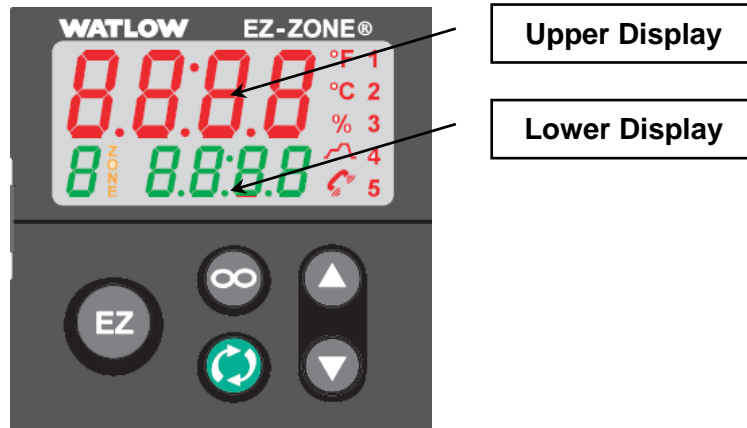 WATLOW EZ-ZONE®
Upper Display
8.8:8.8
°F 1
°C 2
% 3
4
Lower Display
8 ZONE 8.8:8.8
5
EZ